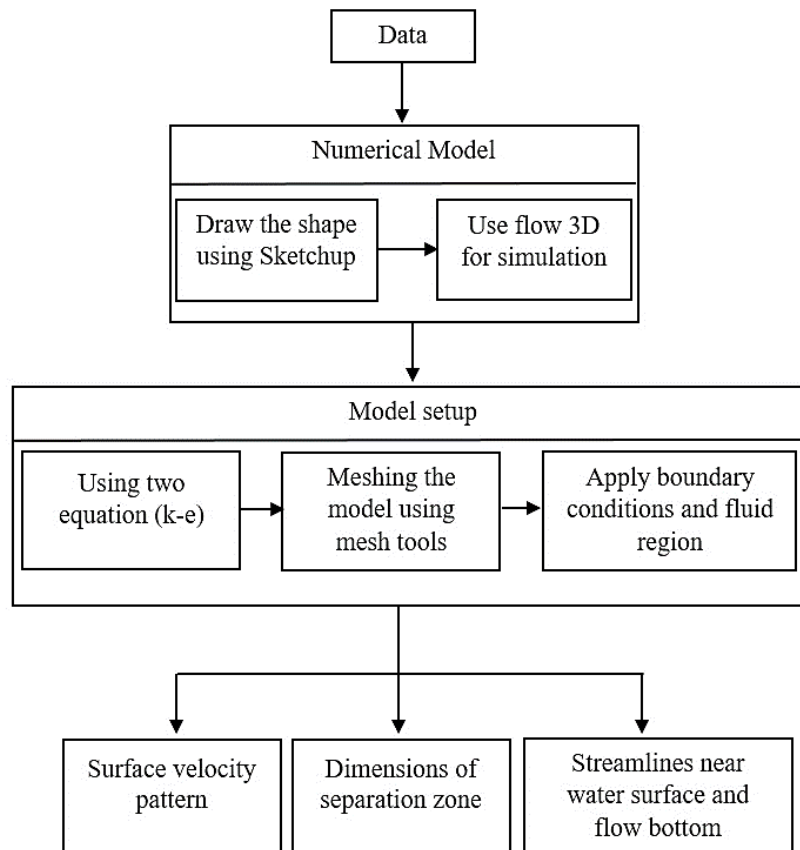 Data
Numerical Model
Draw the shape
using Sketchup
Use flow 3D
for simulation
Model setup
Using two
equation (k-e)
Meshing the
model using
mesh tools
Apply boundary
conditions and fluid
region
Surface velocity
pattern
Dimensions of
separation zone
Streamlines near
water surface and
flow bottom